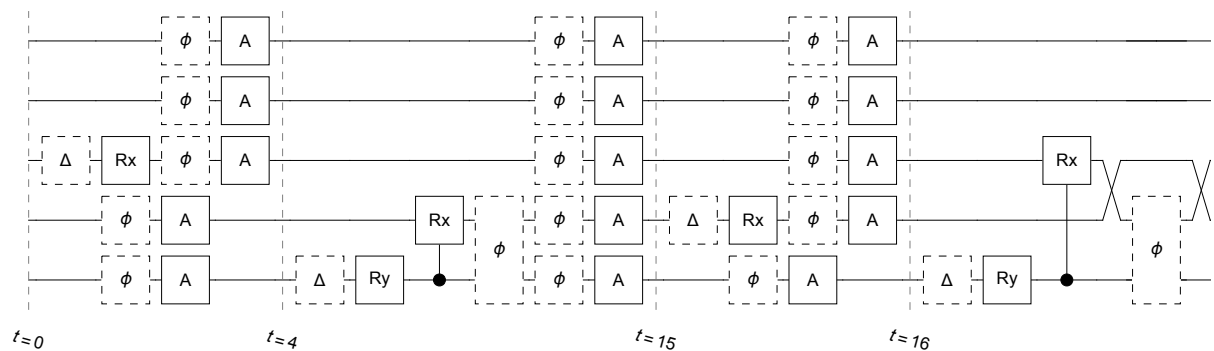 ϕ A ϕ A ϕ A
ϕ A ϕ A ϕ A
Δ Rx ϕ A ϕ A ϕ A Rx
ϕ A Rx ϕ ϕ A Δ Rx ϕ A ϕ
ϕ A Δ Ry ϕ A ϕ A Δ Ry
t = 0 t = 4 t = 15 t = 16